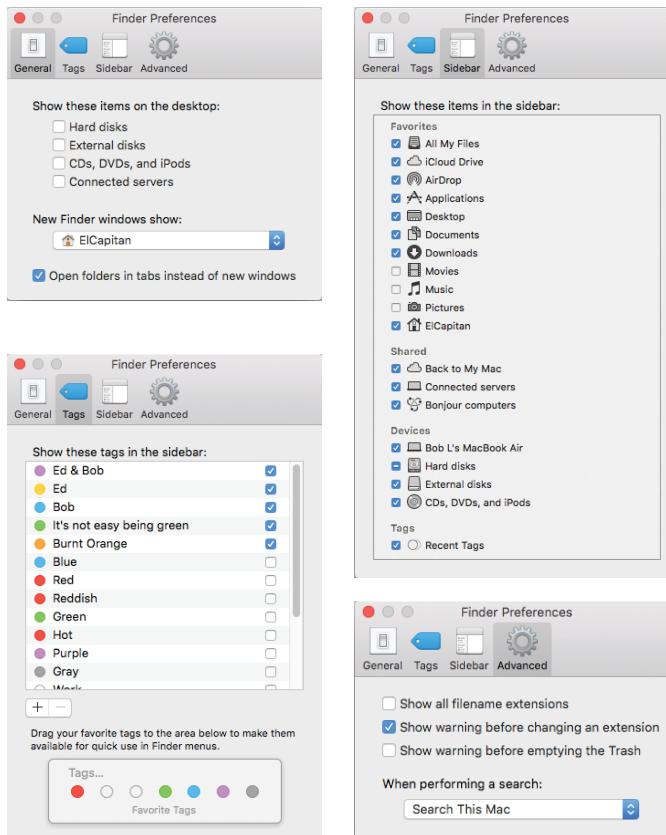 Finder Preferences
General Tags Sidebar Advanced
Show these items on the desktop:
Hard disks
External disks
CDs, DVDs, and iPods
Connected servers
New Finder windows show:
ElCapitan
Open folders in tabs instead of new windows
Finder Preferences
General Tags Sidebar Advanced
Show these tags in the sidebar:
Ed & Bob
Ed
Bob
It's not easy being green
Burnt Orange
Blue
Red
Reddish
Green
Hot
Purple
Gray
Work
Drag your favorite tags to the area below to make them
available for quick use in Finder menus.
Tags...
Favorite Tags
Finder Preferences
General Tags Sidebar Advanced
Show these items in the sidebar:
Favorites
All My Files
iCloud Drive
AirDrop
Applications
Desktop
Documents
Downloads
Movies
Music
Pictures
ElCapitan
Shared
Back to My Mac
Connected servers
Bonjour computers
Devices
Bob L's MacBook Air
Hard disks
External disks
CDs, DVDs, and iPods
Tags
Recent Tags
Finder Preferences
General Tags Sidebar Advanced
Show all filename extensions
Show warning before changing an extension
Show warning before emptying the Trash
When performing a search:
Search This Mac